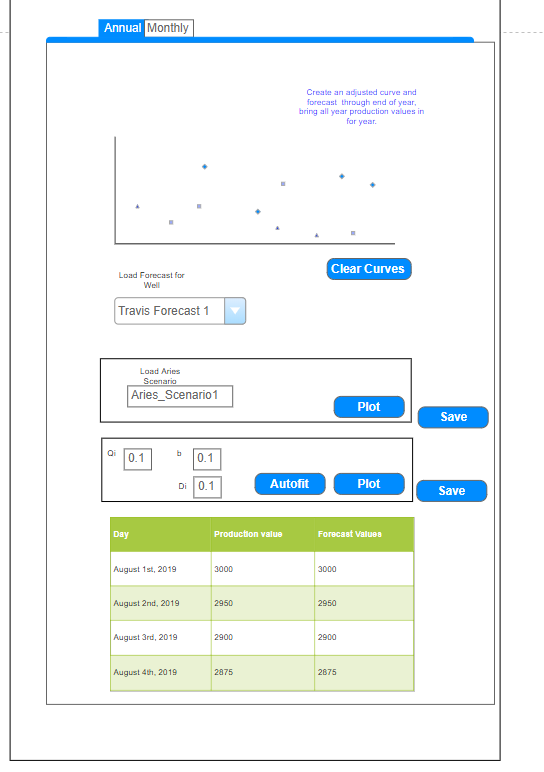 Annual Monthly
Create an adjusted curve and
forecast through end of year,
bring all year production values in
for year.
Clear Curves
Load Forecast for
Well
Travis Forecast 1
Load Aries
Scenario
Aries_Scenario1
Plot
Save
Qi 0.1 b 0.1
Di 0.1 Autofit Plot
Save
Day Production value Forecast Values
August 1st, 2019 3000 3000
August 2nd, 2019 2950 2950
August 3rd, 2019 2900 2900
August 4th, 2019 2875 2875